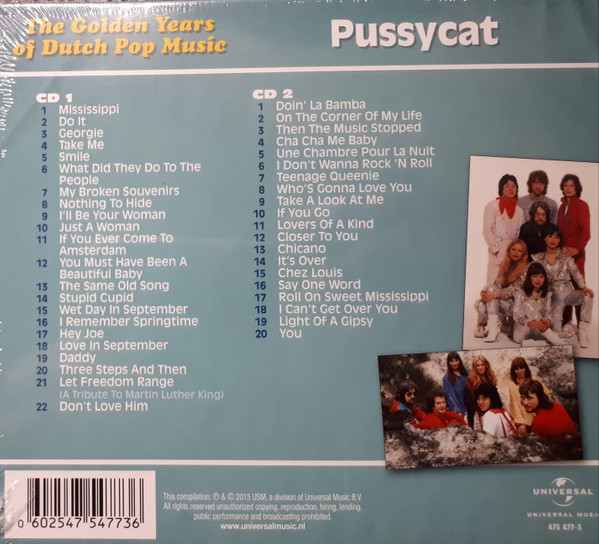 The Golden Years
of Dutch Pop Music
Pussycat
CD 1
1 Mississippi
2 Do It
3 Georgie
4 Take Me
5 Smile
6 What Did They Do To The
People
7 My Broken Souvenirs
8 Nothing To Hide
9 I'll Be Your Woman
10 Just A Woman
11 If You Ever Come To
Amsterdam
12 You Must Have Been A
Beautiful Baby
13 The Same Old Song
14 Stupid Cupid
15 Wet Day In September
16 I Remember Springtime
17 Hey Joe
18 Love In September
19 Daddy
20 Three Steps And Then
21 Let Freedom Range
(A Tribute To Martin Luther King)
22 Don't Love Him
CD 2
1 Doin' La Bamba
2 On The Corner Of My Life
3 Then The Music Stopped
4 Cha Cha Me Baby
5 Une Chambre Pour La Nuit
6 I Don't Wanna Rock 'N Roll
7 Teenage Queenie
8 Who's Gonna Love You
9 Take A Look At Me
10 If You Go
11 Lovers Of A Kind
12 Closer To You
13 Chicano
14 It's Over
15 Chez Louis
16 Say One Word
17 Roll On Sweet Mississippi
18 I Can't Get Over You
19 Light Of A Gipsy
20 You
0 602547 547736
This compilation: ℗ & © 2015 USM, a division of Universal Music B.V.
All rights reserved unauthorized copying, reproduction, hiring, lending,
public performance and broadcasting prohibited.
www.universalmusic.nl
UNIVERSAL
UNIVERSAL MUSIC
475 477-3